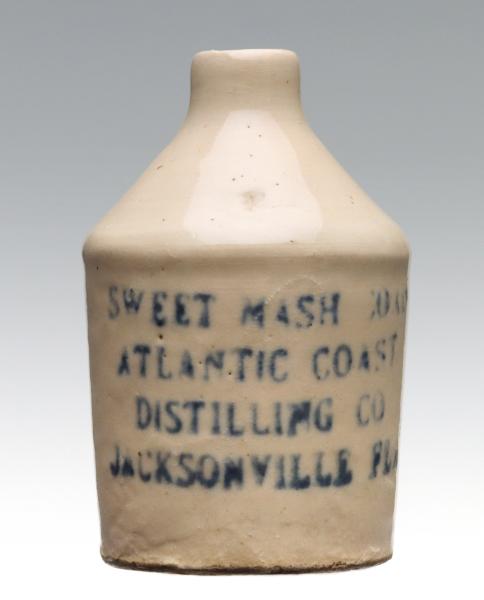 SWEET MASH
ATLANTIC COAST
DISTILLING CO
JACKSONVILLE FLA